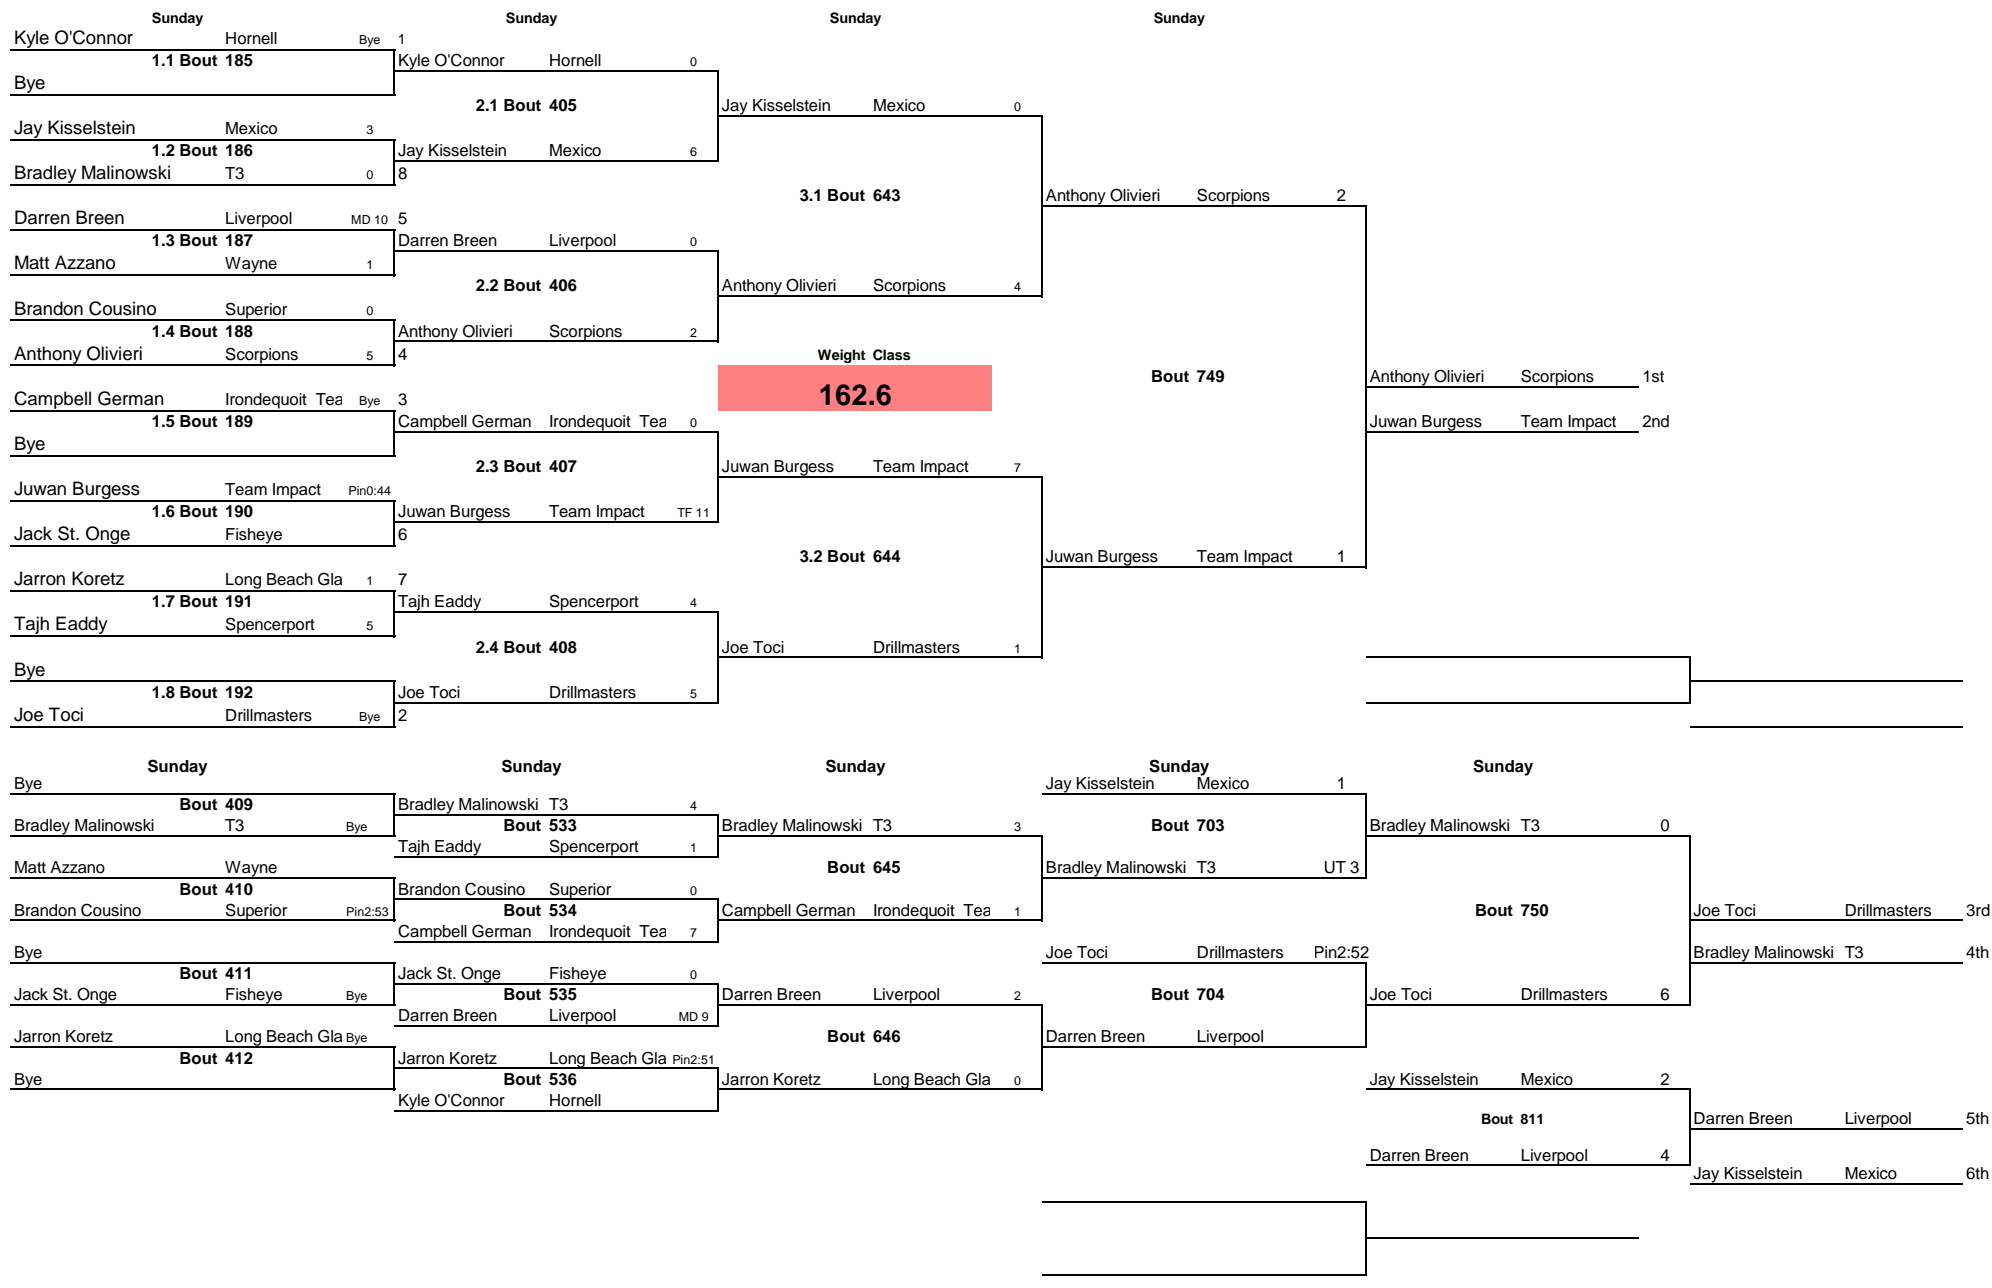 Sunday Sunday Sunday Sunday
Kyle O'Connor Hornell Bye 1
1.1 Bout 185 Kyle O'Connor Hornell 0
Bye
2.1 Bout 405 Jay Kisselstein Mexico 0
Jay Kisselstein Mexico 3
1.2 Bout 186 Jay Kisselstein Mexico 6
Bradley Malinowski T3 0 8
3.1 Bout 643 Anthony Olivieri Scorpions 2
Darren Breen Liverpool MD 10 5
1.3 Bout 187 Darren Breen Liverpool 0
Matt Azzano Wayne 1
2.2 Bout 406 Anthony Olivieri Scorpions 4
Brandon Cousino Superior 0
1.4 Bout 188 Anthony Olivieri Scorpions 2
Anthony Olivieri Scorpions 5 4 Weight Class
Bout 749 Anthony Olivieri Scorpions 1st
Campbell German Irondequoit Tea Bye 3 162.6
1.5 Bout 189 Campbell German Irondequoit Tea 0 Juwan Burgess Team Impact 2nd
Bye
2.3 Bout 407 Juwan Burgess Team Impact 7
Juwan Burgess Team Impact Pin0:44
1.6 Bout 190 Juwan Burgess Team Impact TF 11
Jack St. Onge Fisheye 6
3.2 Bout 644 Juwan Burgess Team Impact 1
Jarron Koretz Long Beach Gla 1 7
1.7 Bout 191 Tajh Eaddy Spencerport 4
Tajh Eaddy Spencerport 5
2.4 Bout 408 Joe Toci Drillmasters 1
Bye
1.8 Bout 192 Joe Toci Drillmasters 5
Joe Toci Drillmasters Bye 2
Sunday Sunday Sunday Sunday Sunday
Bye Jay Kisselstein Mexico 1
Bout 409 Bradley Malinowski T3 4
Bradley Malinowski T3 Bye Bout 533 Bradley Malinowski T3 3 Bout 703 Bradley Malinowski T3 0
Tajh Eaddy Spencerport 1
Matt Azzano Wayne Bout 645 Bradley Malinowski T3 UT 3
Bout 410 Brandon Cousino Superior 0
Brandon Cousino Superior Pin2:53 Bout 534 Campbell German Irondequoit Tea 1 Bout 750 Joe Toci Drillmasters 3rd
Campbell German Irondequoit Tea 7
Bye Joe Toci Drillmasters Pin2:52 Bradley Malinowski T3 4th
Bout 411 Jack St. Onge Fisheye 0
Jack St. Onge Fisheye Bye Bout 535 Darren Breen Liverpool 2 Bout 704 Joe Toci Drillmasters 6
Darren Breen Liverpool MD 9
Jarron Koretz Long Beach Gla Bye Bout 646 Darren Breen Liverpool
Bout 412 Jarron Koretz Long Beach Gla Pin2:51
Bye Bout 536 Jarron Koretz Long Beach Gla 0 Jay Kisselstein Mexico 2
Kyle O'Connor Hornell
Bout 811 Darren Breen Liverpool 5th
Darren Breen Liverpool 4
Jay Kisselstein Mexico 6th